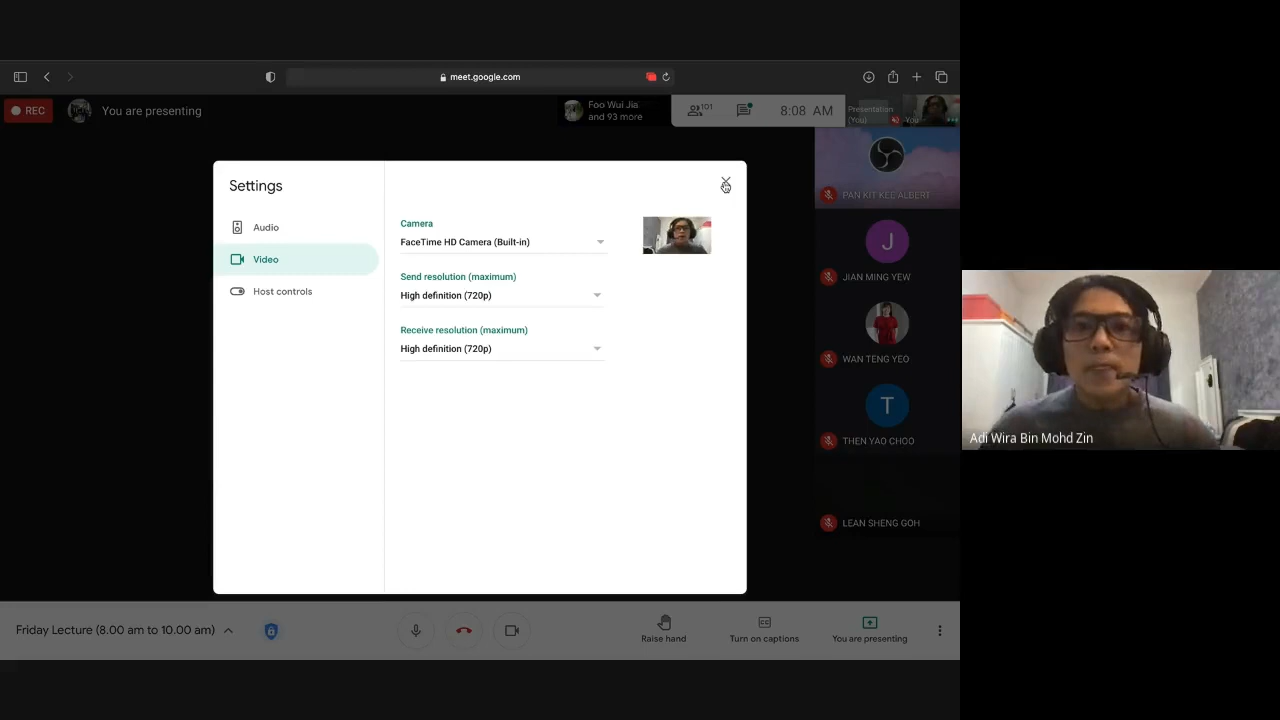 meet.google.com
REC
You are presenting
Foo Wui Jia
and 93 more
101
8:08 AM
Presentation
(You)
You
Settings
Audio
Video
Host controls
Camera
FaceTime HD Camera (Built-in)
Send resolution (maximum)
High definition (720p)
Receive resolution (maximum)
High definition (720p)
PAN KIT KEE ALBERT
J
JIAN MING YEW
WAN TENG YEO
T
THEN YAO CHOO
LEAN SHENG GOH
Adi Wira Bin Mohd Zin
Friday Lecture (8.00 am to 10.00 am)
Raise hand
Turn on captions
You are presenting